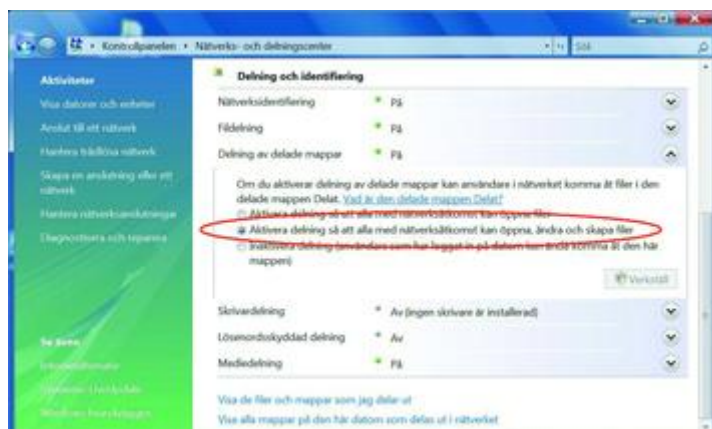 Kontrollpanelen • Nätverks- och delningscenter
Sök
Aktiviteter
Visa datorer och enheter
Anslut till ett nätverk
Hantera trådlösa nätverk
Skapa en anslutning eller ett
nätverk
Hantera nätverksanslutningar
Diagnostisera och reparera
Se även
Windows-brandväggen
Delning och identifiering
Nätverksidentifiering På
Fildelning På
Delning av delade mappar På
Om du aktiverar delning av delade mappar kan användare i nätverket komma åt filer i den
delade mappen Delat. Vad är den delade mappen Delat?
Aktivera delning så att alla med nätverksåtkomst kan öppna filer
Aktivera delning så att alla med nätverksåtkomst kan öppna, ändra och skapa filer
Inaktivera delning (användare som har loggat in på datorn kan ändå komma åt den här
mappen)
Verkställ
Skrivardelning Av (ingen skrivare är installerad)
Lösenordsskyddad delning Av
Mediedelning På
Visa de filer och mappar som jag delar ut
Visa alla mappar på den här datorn som delas ut i nätverket